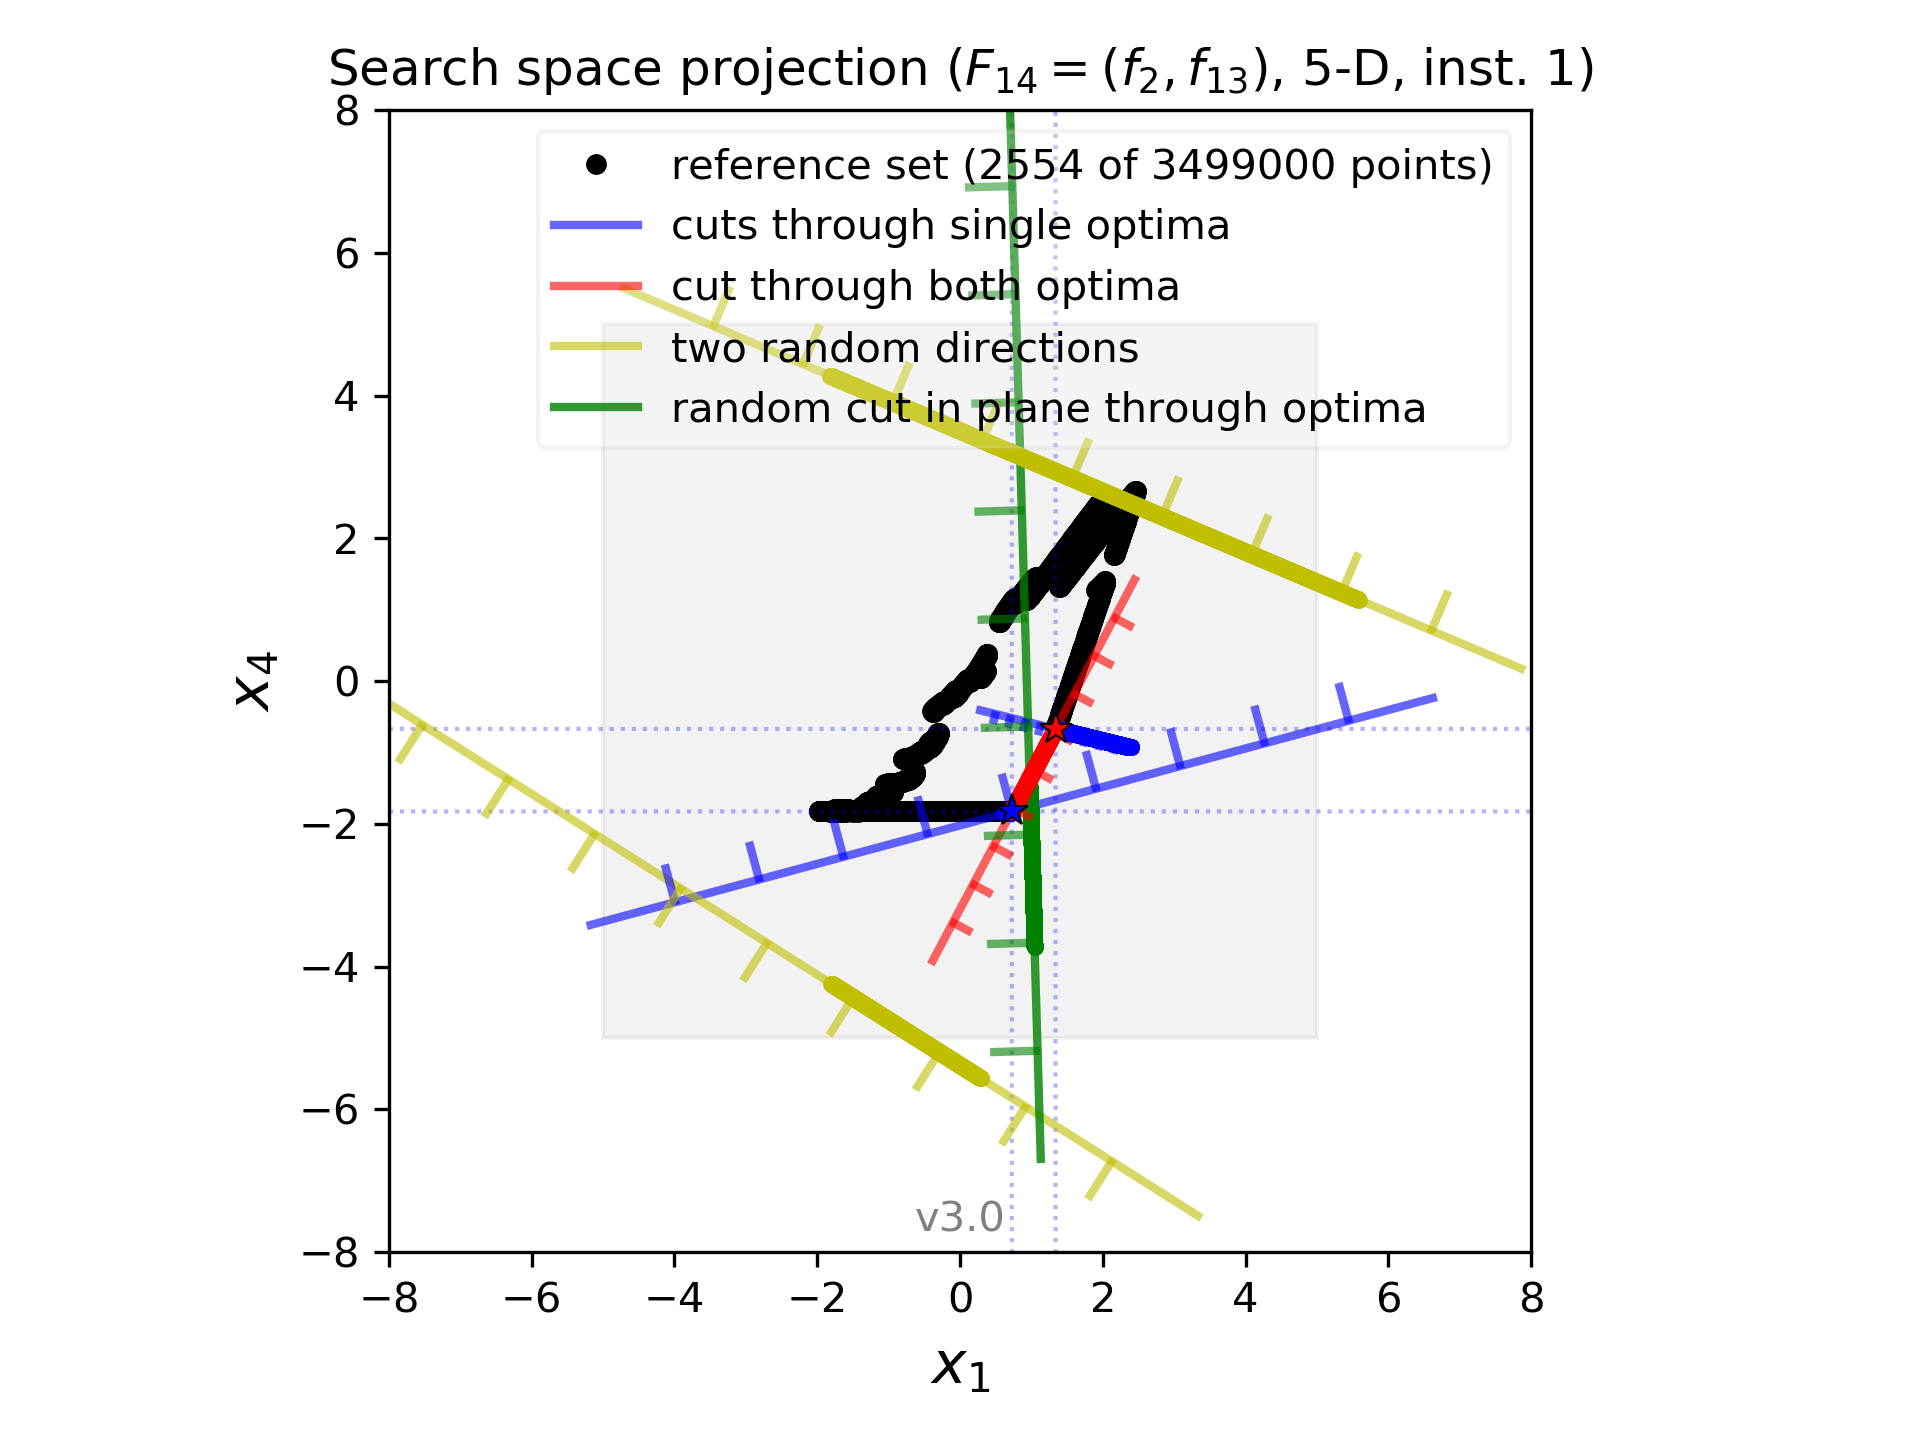 Search space projection (F₁₄ = (f₂, f₁₃), 5-D, inst. 1)
reference set (2554 of 3499000 points)
cuts through single optima
cut through both optima
two random directions
random cut in plane through optima
8
6
4
2
0
−2
−4
−6
−8
x₄
v3.0
−8 −6 −4 −2 0 2 4 6 8
x₁